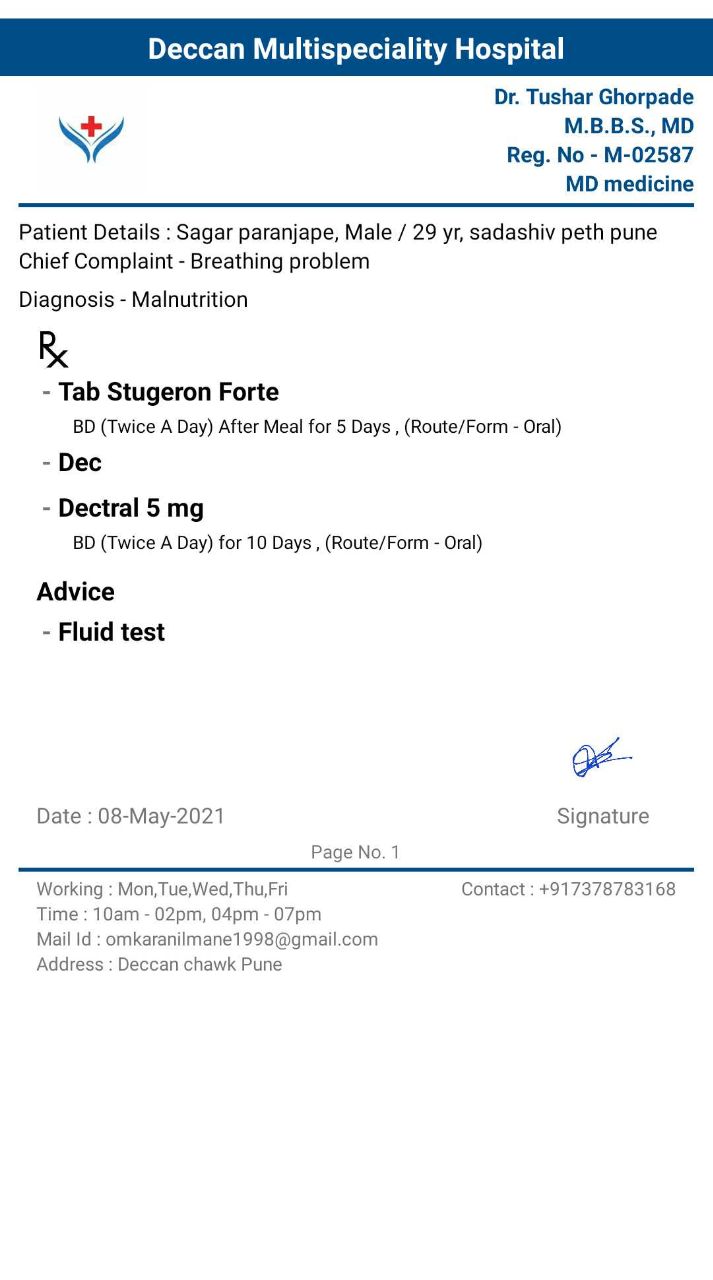 Deccan Multispeciality Hospital
Dr. Tushar Ghorpade
M.B.B.S., MD
Reg. No - M-02587
MD medicine
Patient Details : Sagar paranjape, Male / 29 yr, sadashiv peth pune
Chief Complaint - Breathing problem
Diagnosis - Malnutrition
℞
- Tab Stugeron Forte
BD (Twice A Day) After Meal for 5 Days , (Route/Form - Oral)
- Dec
- Dectral 5 mg
BD (Twice A Day) for 10 Days , (Route/Form - Oral)
Advice
- Fluid test
Date : 08-May-2021
Signature
Page No. 1
Working : Mon,Tue,Wed,Thu,Fri
Contact : +917378783168
Time : 10am - 02pm, 04pm - 07pm
Mail Id : omkaranilmane1998@gmail.com
Address : Deccan chawk Pune